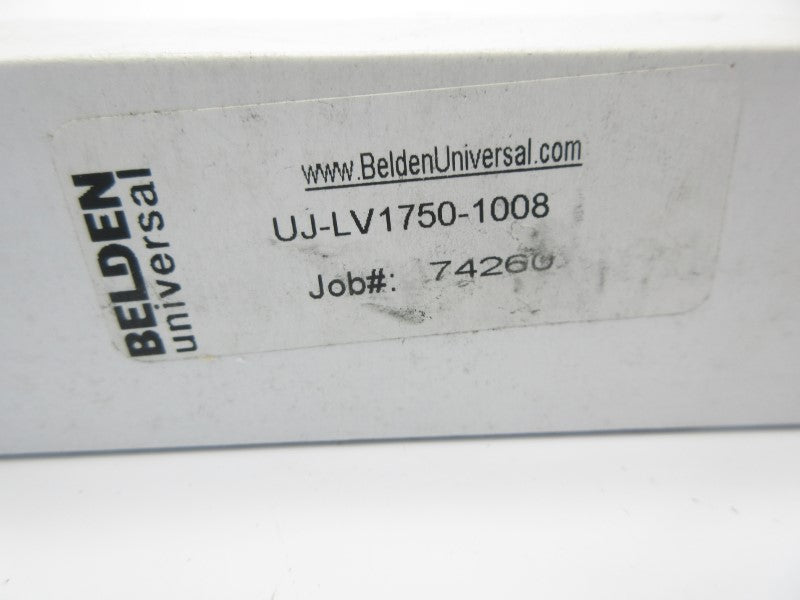 BELDEN
universal
www.BeldenUniversal.com
UJ-LV1750-1008
Job#: 74260